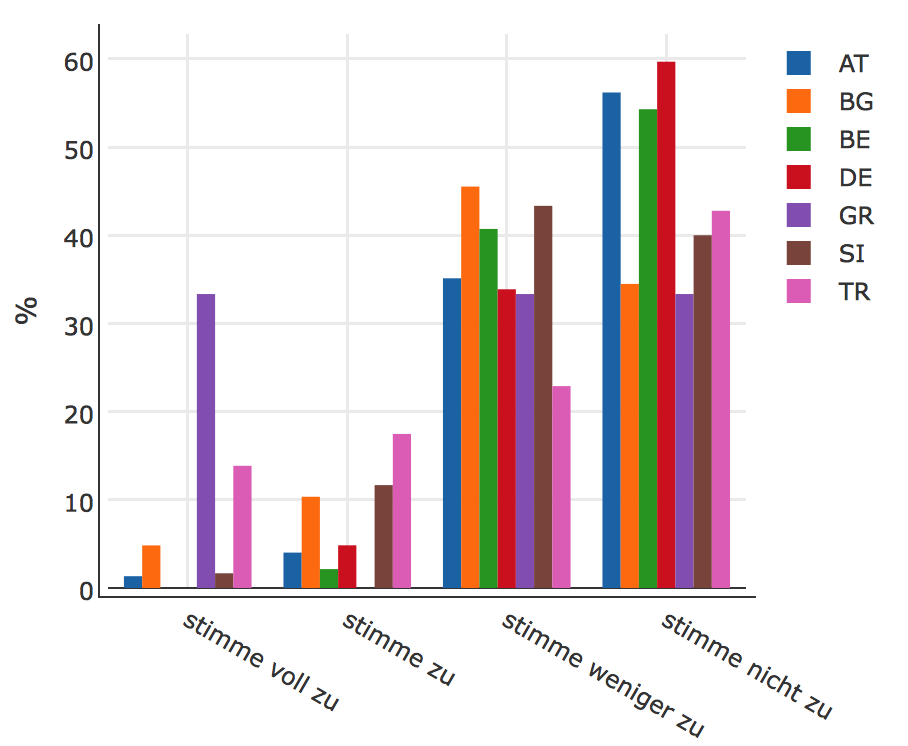 60
50
40
30
20
10
0
%
stimme voll zu
stimme zu
stimme weniger zu
stimme nicht zu
AT
BG
BE
DE
GR
SI
TR